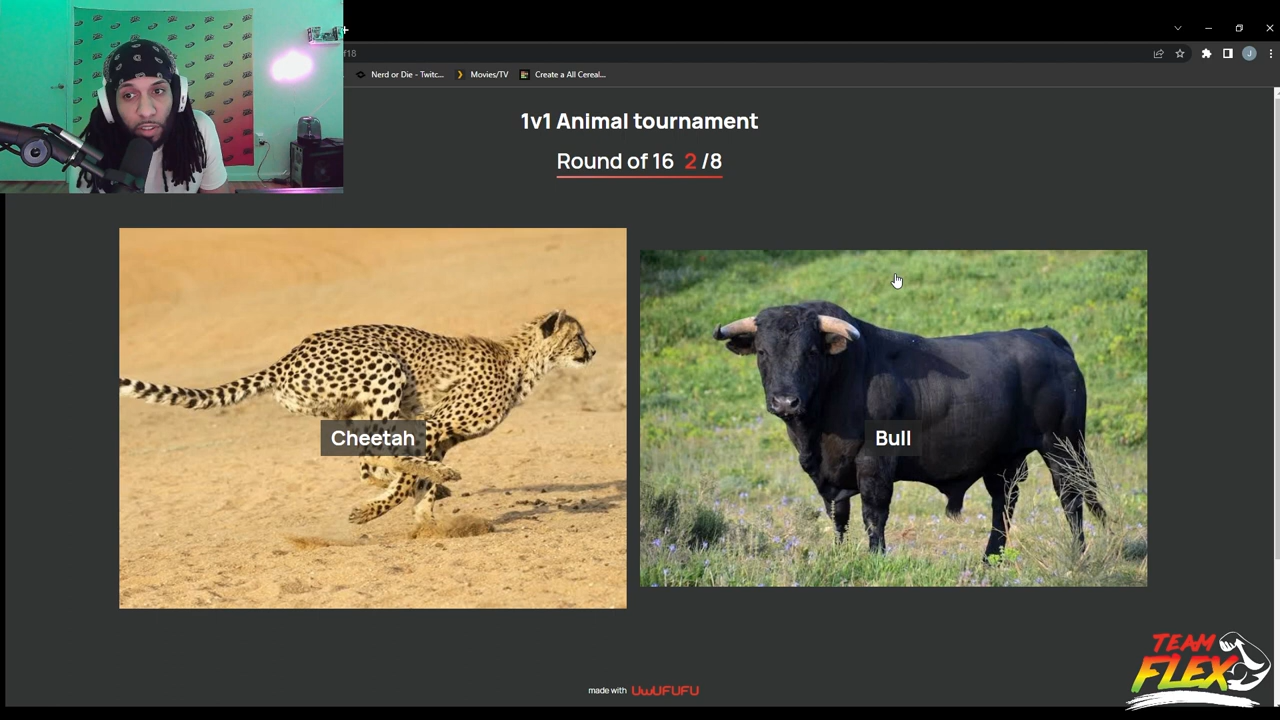 f18
Nerd or Die - Twitc...
Movies/TV
Create a All Cereal...
J
1v1 Animal tournament
Round of 16 2 /8
Cheetah
Bull
made with UwUFUFU
TEAM
FLEX